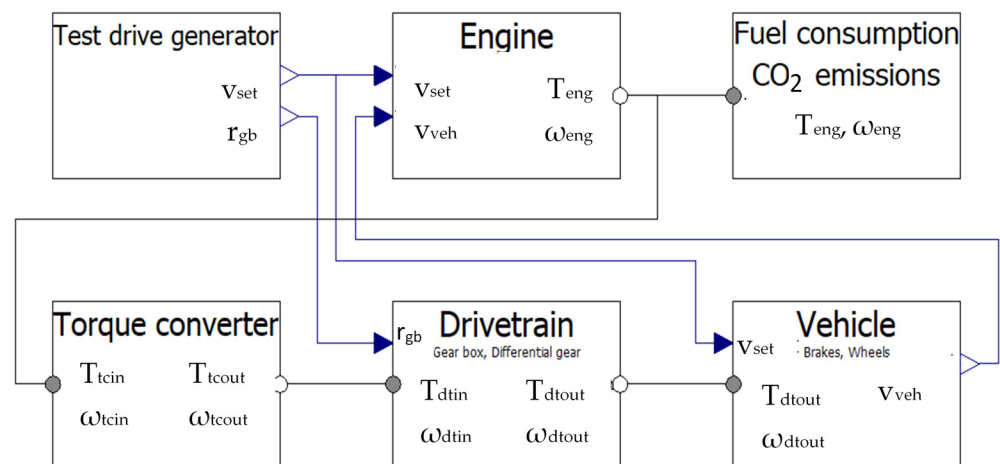 Test drive generator
vset
rgb
Engine
vset
Teng
vveh
ωeng
Fuel consumption
CO2 emissions
Teng, ωeng
Torque converter
Ttcin
Ttcout
ωtcin
ωtcout
rgb
Drivetrain
Gear box, Differential gear
Tdtin
Tdtout
ωdtin
ωdtout
Vehicle
Brakes, Wheels
vset
Tdtout
vveh
ωdtout